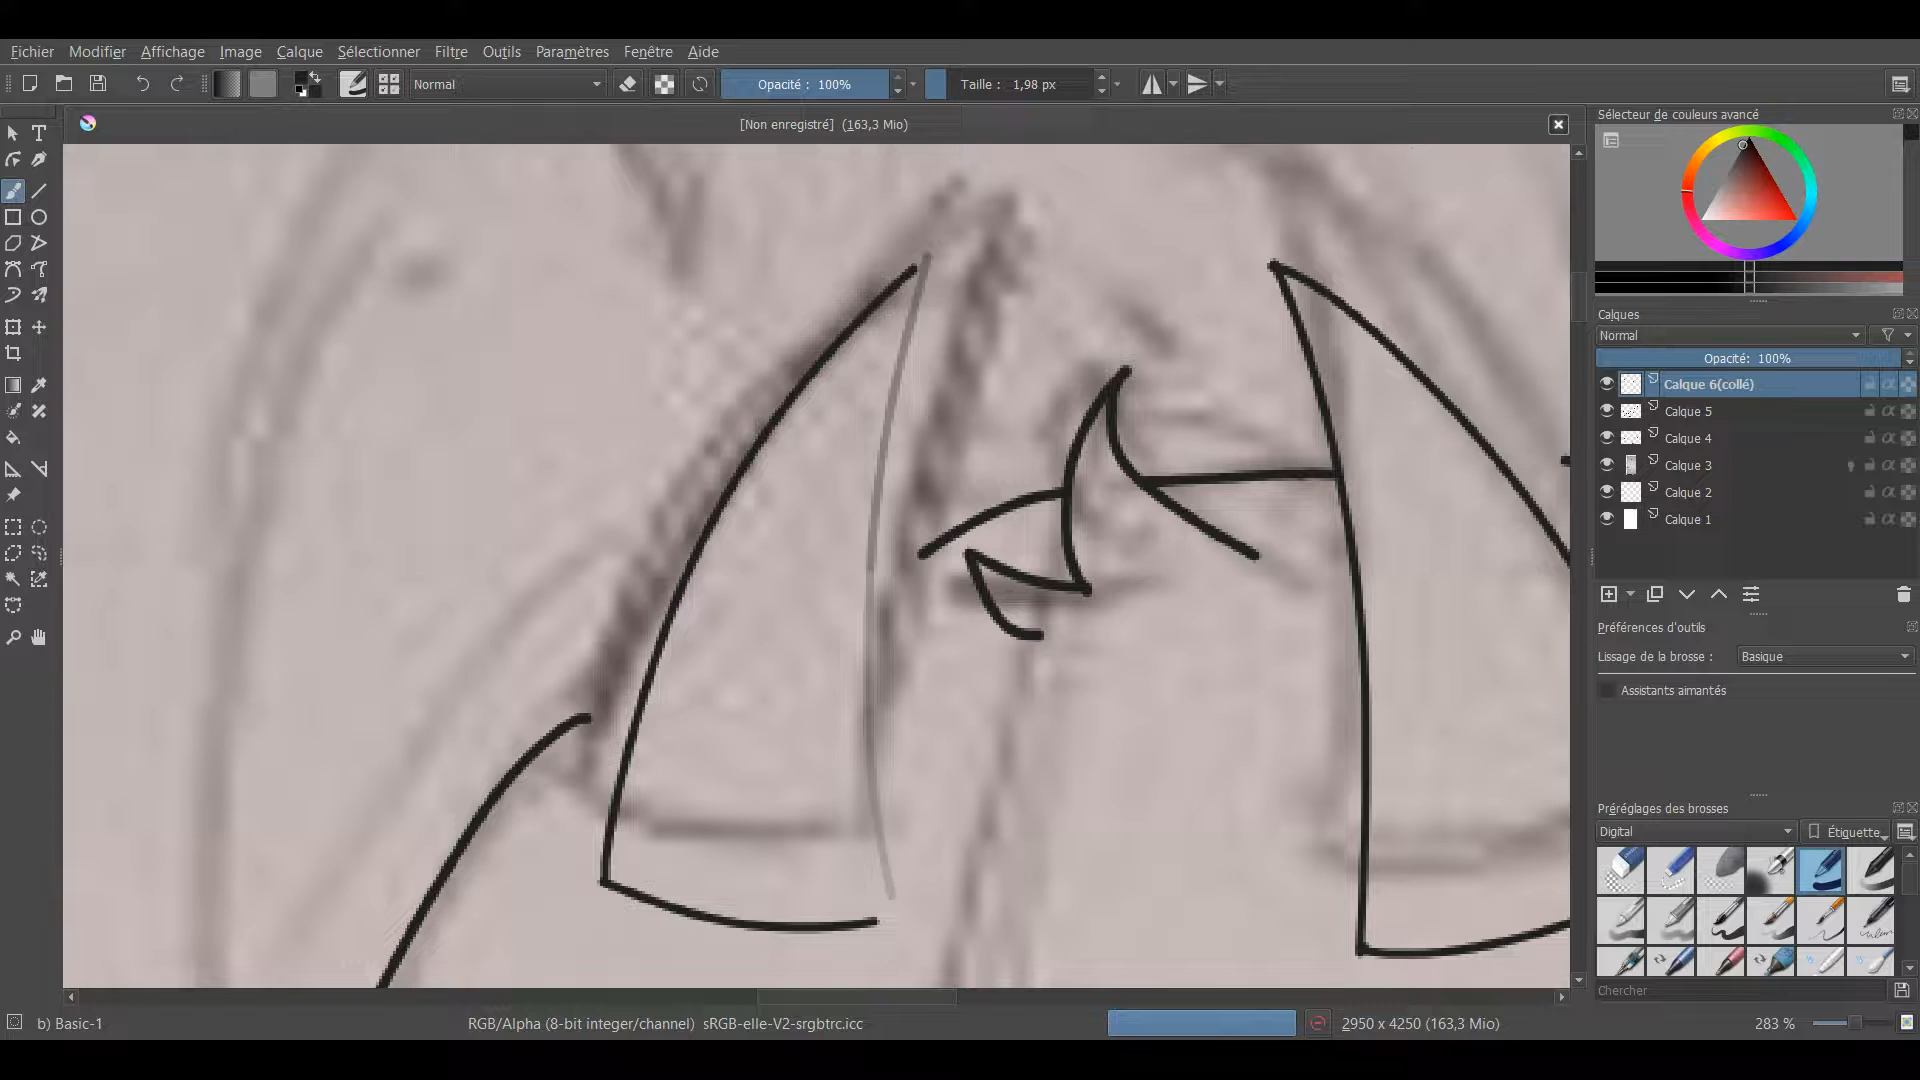 Fichier Modifier Affichage Image Calque Sélectionner Filtre Outils Paramètres Fenêtre Aide
Normal Opacité : 100% Taille : 1,98 px
[Non enregistré] (163,3 Mio)
Sélecteur de couleurs avancé
Calques
Normal
Opacité: 100%
Calque 6(collé)
Calque 5
Calque 4
Calque 3
Calque 2
Calque 1
Préférences d'outils
Lissage de la brosse : Basique
Assistants aimantés
Préréglages des brosses
Digital Étiquette
Chercher
b) Basic-1 RGB/Alpha (8-bit integer/channel) sRGB-elle-V2-srgbtrc.icc 2950 x 4250 (163,3 Mio) 283 %